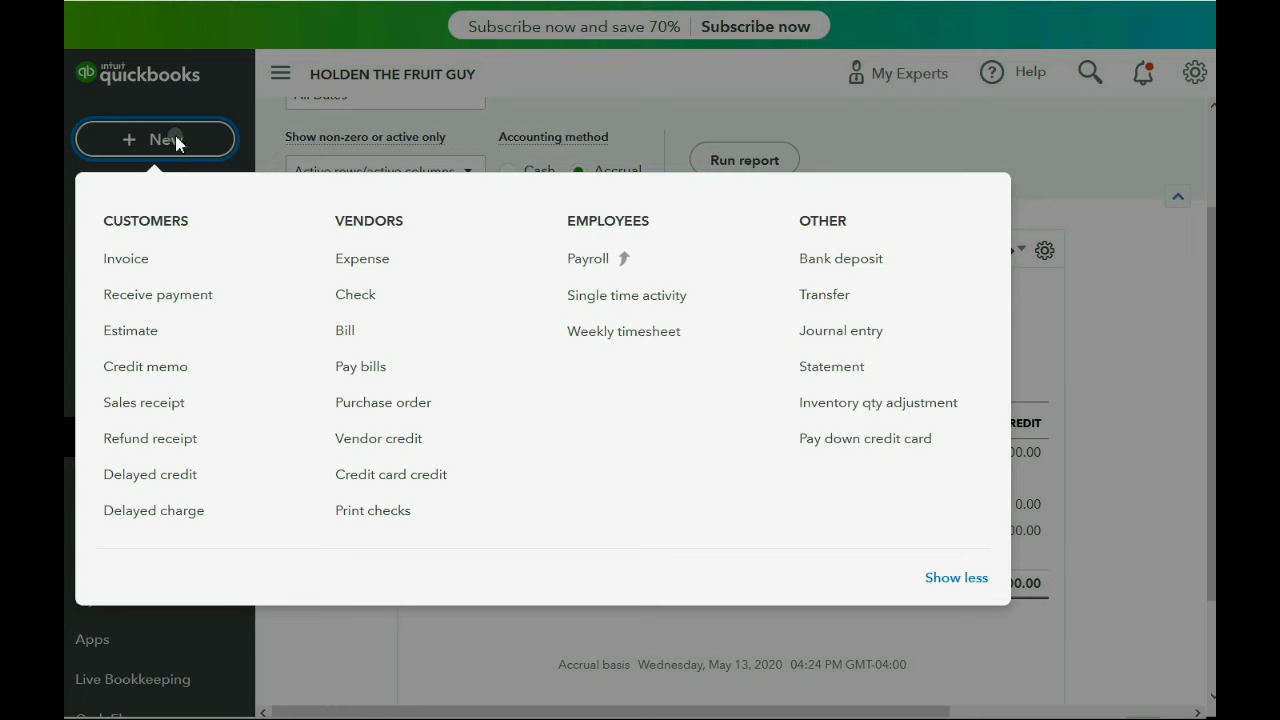 Subscribe now and save 70% Subscribe now
intuit quickbooks
HOLDEN THE FRUIT GUY
My Experts
Help
+ New
All Dates
Show non-zero or active only
Accounting method
Active rows/active columns
Cash
Accrual
Run report
CUSTOMERS
Invoice
Receive payment
Estimate
Credit memo
Sales receipt
Refund receipt
Delayed credit
Delayed charge
VENDORS
Expense
Check
Bill
Pay bills
Purchase order
Vendor credit
Credit card credit
Print checks
EMPLOYEES
Payroll
Single time activity
Weekly timesheet
OTHER
Bank deposit
Transfer
Journal entry
Statement
Inventory qty adjustment
Pay down credit card
Show less
REDIT
00.00
0.00
00.00
00.00
Apps
Live Bookkeeping
Accrual basis Wednesday, May 13, 2020 04:24 PM GMT-04:00